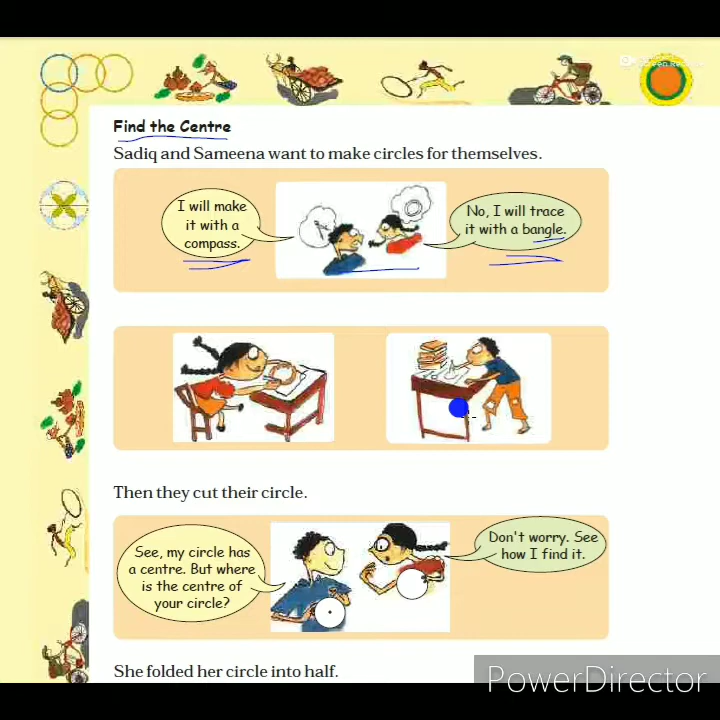 Find the Centre
Sadiq and Sameena want to make circles for themselves.
I will make
it with a
compass.
No, I will trace
it with a bangle.
Then they cut their circle.
See, my circle has
a centre. But where
is the centre of
your circle?
Don't worry. See
how I find it.
She folded her circle into half.
PowerDirector